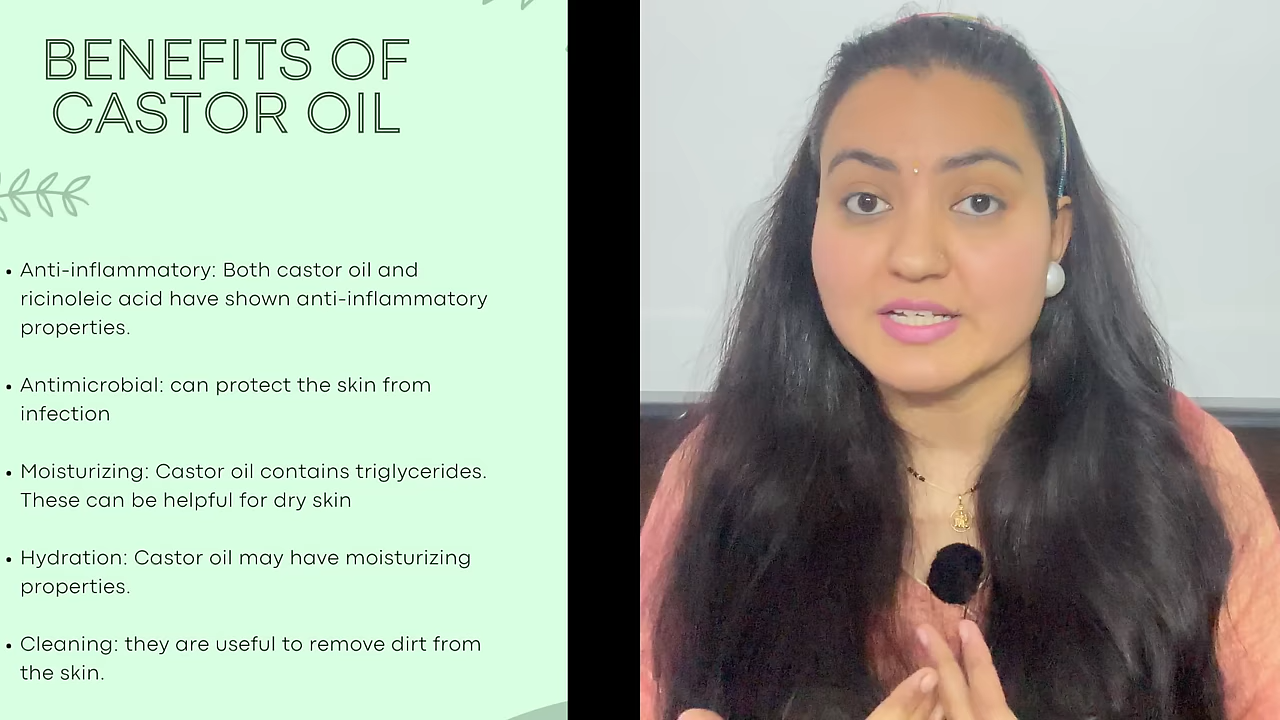 BENEFITS OF
CASTOR OIL
• Anti-inflammatory: Both castor oil and
ricinoleic acid have shown anti-inflammatory
properties.
• Antimicrobial: can protect the skin from
infection
• Moisturizing: Castor oil contains triglycerides.
These can be helpful for dry skin
• Hydration: Castor oil may have moisturizing
properties.
• Cleaning: they are useful to remove dirt from
the skin.